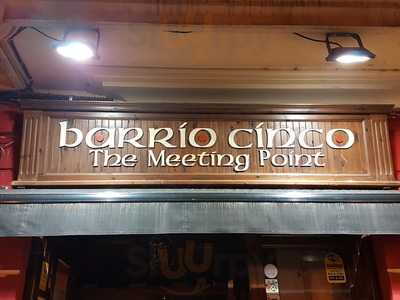 barrio cinco
The Meeting Point